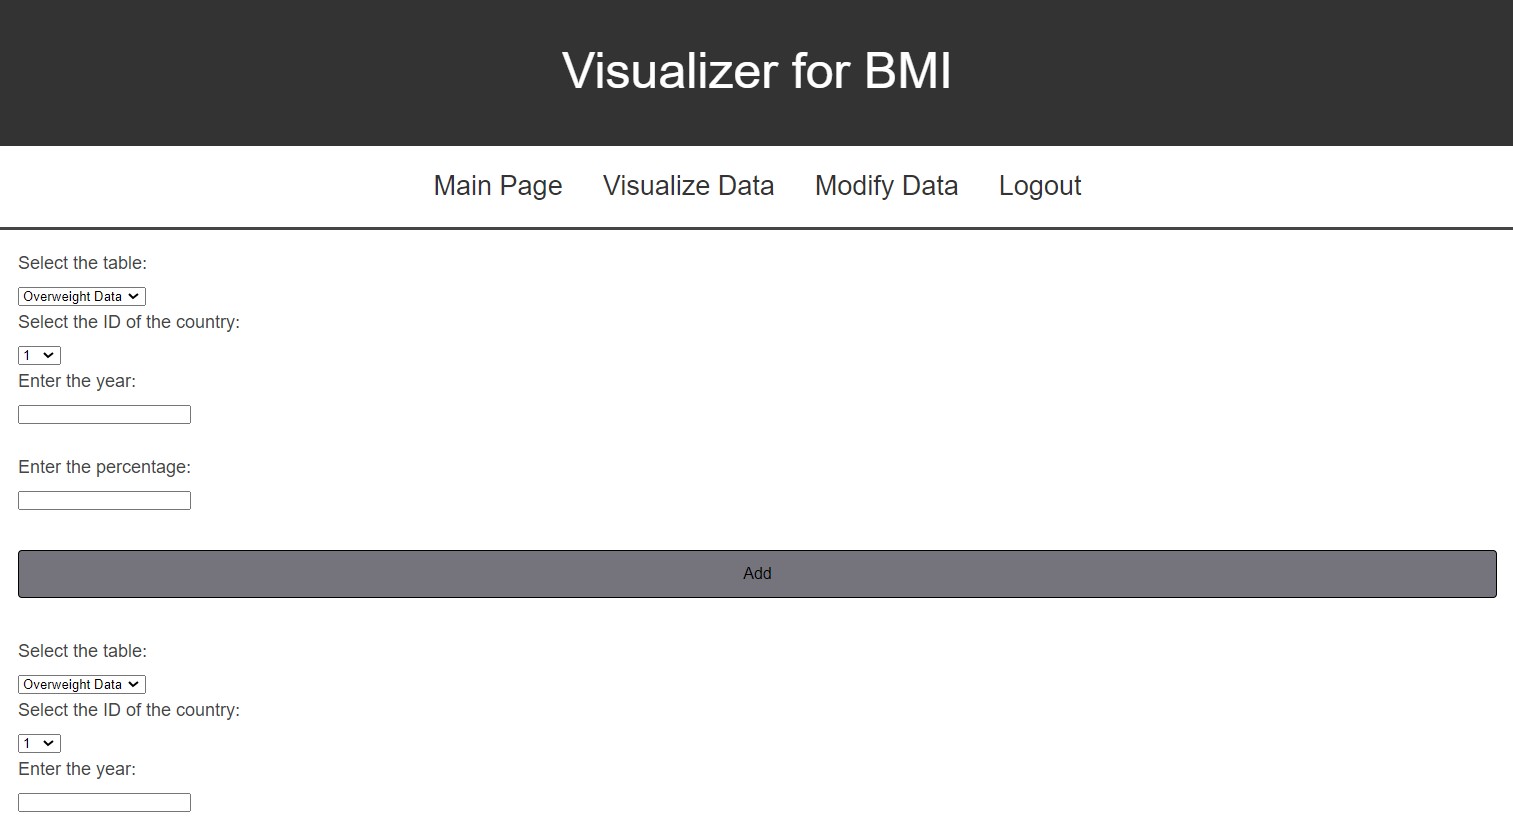 Visualizer for BMI
Main Page Visualize Data Modify Data Logout
Select the table:
Overweight Data
Select the ID of the country:
1
Enter the year:
Enter the percentage:
Add
Select the table:
Overweight Data
Select the ID of the country:
1
Enter the year: